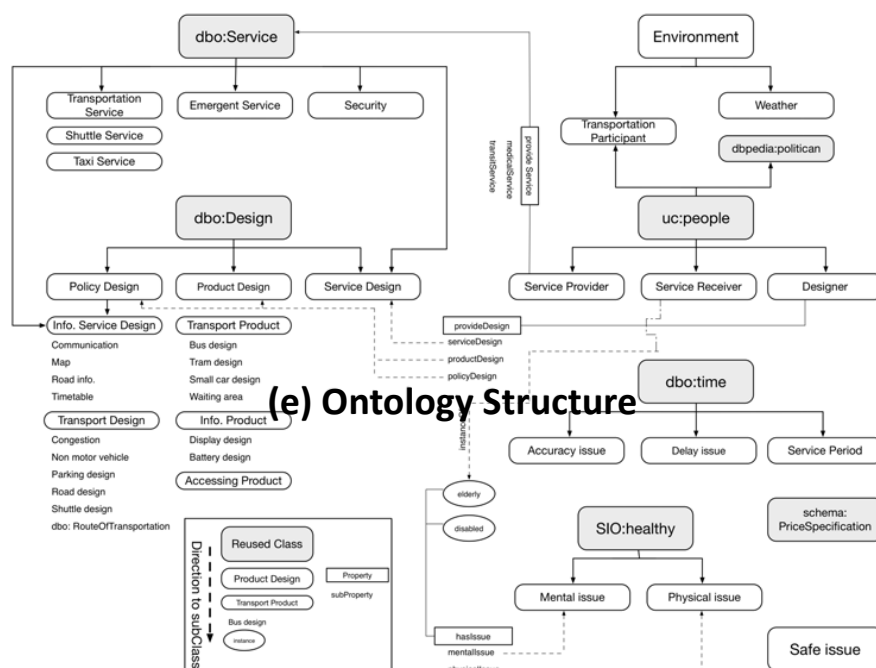 dbo:Service
Environment
Transportation
Service
Emergent Service
Security
Weather
Shuttle Service
Taxi Service
provide Service
medicalService
transitService
Transportation
Participant
dbpedia:politican
dbo:Design
uc:people
Policy Design
Product Design
Service Design
Service Provider
Service Receiver
Designer
Info. Service Design
Communication
Map
Road info.
Timetable
Transport Product
Bus design
Tram design
Small car design
Waiting area
provideDesign
serviceDesign
productDesign
policyDesign
dbo:time
(e) Ontology Structure
Transport Design
Congestion
Non motor vehicle
Parking design
Road design
Shuttle design
dbo: RouteOfTransportation
Info. Product
Display design
Battery design
Accessing Product
Accuracy issue
Delay issue
Service Period
elderly
disabled
SIO:healthy
schema:
PriceSpecification
Direction to subClass
Reused Class
Product Design
Transport Product
Bus design
instance
Property
subProperty
Mental issue
Physical issue
hasIssue
mentalIssue
Safe issue